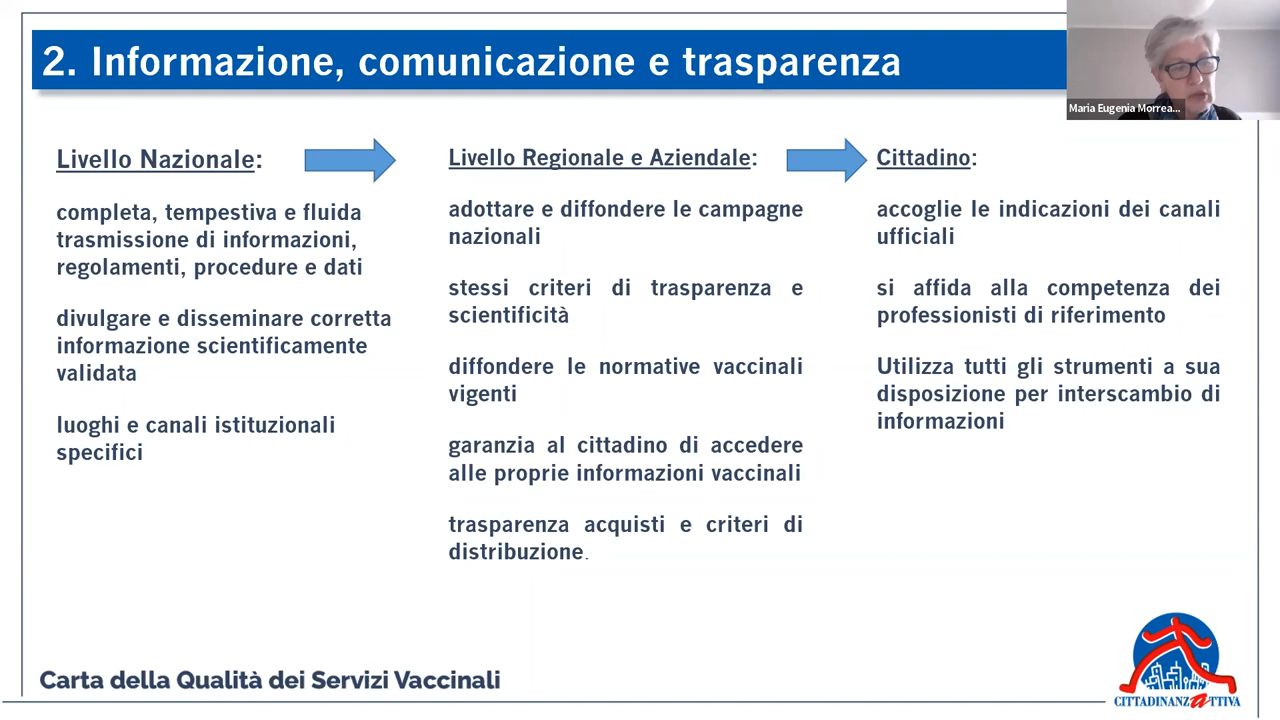 2. Informazione, comunicazione e trasparenza
Maria Eugenia Morrea...
Livello Nazionale:
completa, tempestiva e fluida
trasmissione di informazioni,
regolamenti, procedure e dati
divulgare e disseminare corretta
informazione scientificamente
validata
luoghi e canali istituzionali
specifici
Livello Regionale e Aziendale:
adottare e diffondere le campagne
nazionali
stessi criteri di trasparenza e
scientificità
diffondere le normative vaccinali
vigenti
garanzia al cittadino di accedere
alle proprie informazioni vaccinali
trasparenza acquisti e criteri di
distribuzione.
Cittadino:
accoglie le indicazioni dei canali
ufficiali
si affida alla competenza dei
professionisti di riferimento
Utilizza tutti gli strumenti a sua
disposizione per interscambio di
informazioni
Carta della Qualità dei Servizi Vaccinali
CITTADINANZATTIVA